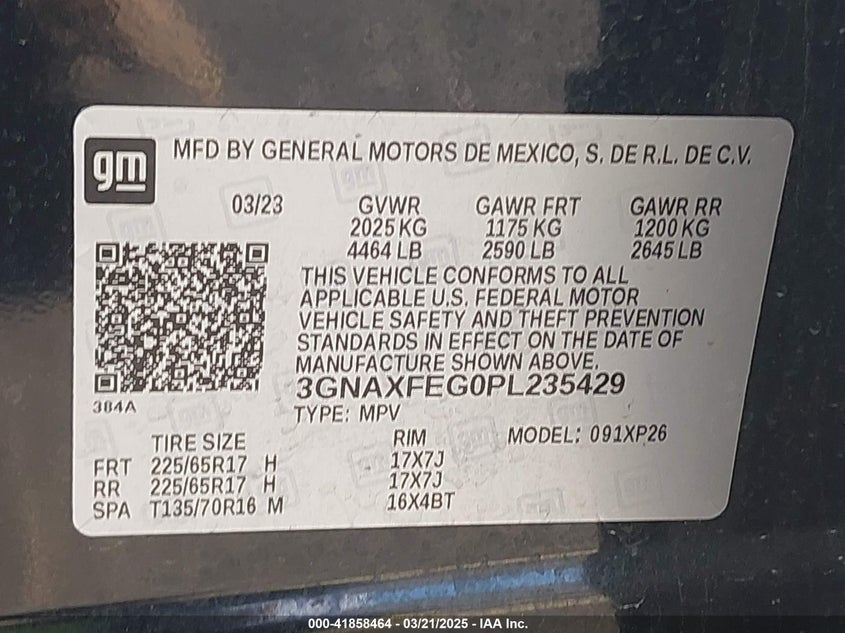 gm
MFD BY GENERAL MOTORS DE MEXICO, S. DE R.L. DE C.V.
03/23 GVWR GAWR FRT GAWR RR
2025 KG 1175 KG 1200 KG
4464 LB 2590 LB 2645 LB
THIS VEHICLE CONFORMS TO ALL
APPLICABLE U.S. FEDERAL MOTOR
VEHICLE SAFETY AND THEFT PREVENTION
STANDARDS IN EFFECT ON THE DATE OF
MANUFACTURE SHOWN ABOVE.
3GNAXFEG0PL235429
384A
TYPE: MPV
TIRE SIZE RIM MODEL: 091XP26
FRT 225/65R17 H 17X7J
RR 225/65R17 H 17X7J
SPA T135/70R16 M 16X4BT
000-41858464 - 03/21/2025 - IAA Inc.